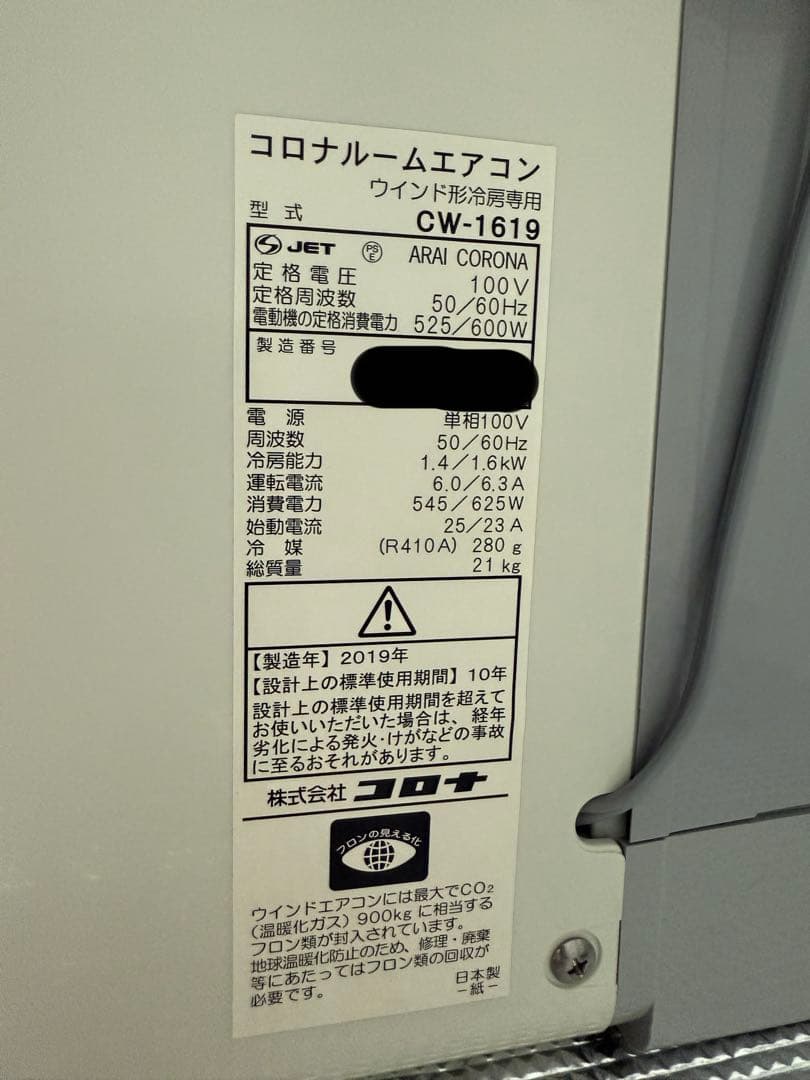 コロナルームエアコン
ウインド形冷房専用
型式 CW-1619
JET PSE ARAI CORONA
定格電圧 100V
定格周波数 50/60Hz
電動機の定格消費電力 525/600W
製造番号
電源 単相100V
周波数 50/60Hz
冷房能力 1.4/1.6kW
運転電流 6.0/6.3A
消費電力 545/625W
始動電流 25/23A
冷媒 (R410A) 280g
総質量 21kg
【製造年】2019年
【設計上の標準使用期間】10年
設計上の標準使用期間を超えて
お使いいただいた場合は、経年
劣化による発火・けがなどの事故
に至るおそれがあります。
株式会社 コロナ
フロンの見える化
ウインドエアコンには最大でCO₂
(温暖化ガス)900kgに相当する
フロン類が封入されています。
地球温暖化防止のため、修理・廃棄
等にあたってはフロン類の回収が
必要です。
日本製
-紙-